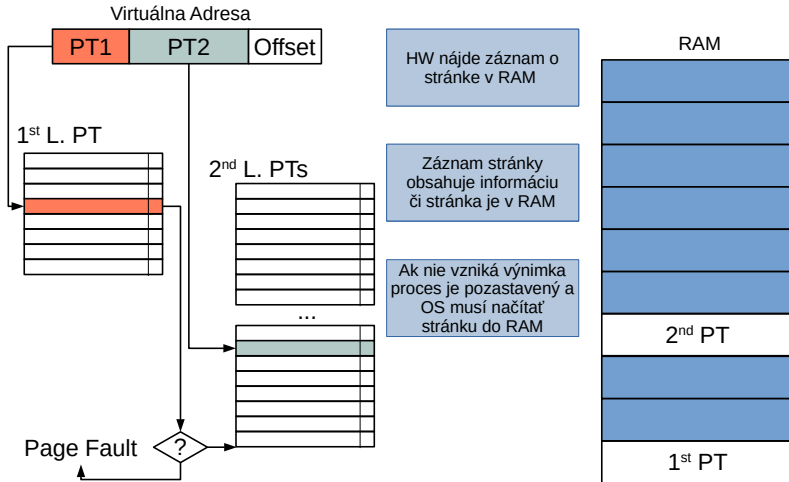 Virtuálna Adresa
PT1 PT2 Offset
1st L. PT
2nd L. PTs
...
?
Page Fault
HW nájde záznam o
stránke v RAM
Záznam stránky
obsahuje informáciu
či stránka je v RAM
Ak nie vzniká výnimka
proces je pozastavený a
OS musí načítať
stránku do RAM
RAM
2nd PT
1st PT